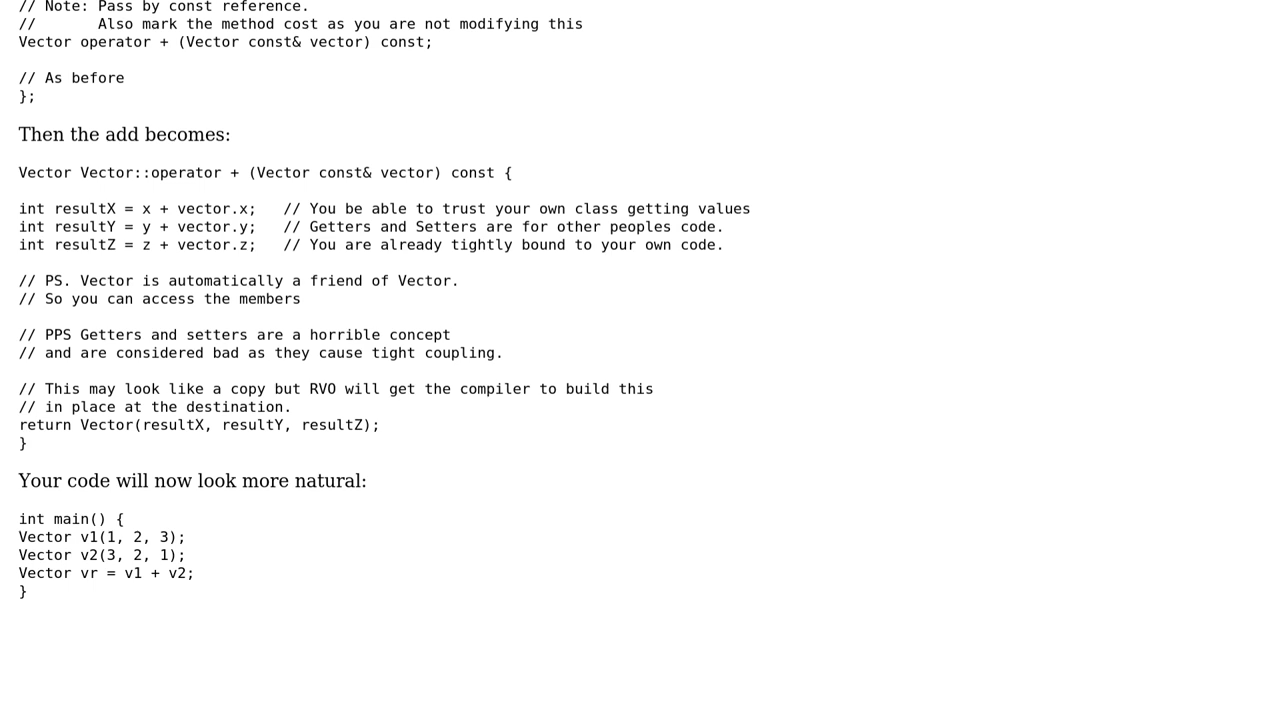 // Note: Pass by const reference.
//       Also mark the method cost as you are not modifying this
Vector operator + (Vector const& vector) const;
// As before
};
Then the add becomes:
Vector Vector::operator + (Vector const& vector) const {
int resultX = x + vector.x;   // You be able to trust your own class getting values
int resultY = y + vector.y;   // Getters and Setters are for other peoples code.
int resultZ = z + vector.z;   // You are already tightly bound to your own code.
// PS. Vector is automatically a friend of Vector.
// So you can access the members
// PPS Getters and setters are a horrible concept
// and are considered bad as they cause tight coupling.
// This may look like a copy but RVO will get the compiler to build this
// in place at the destination.
return Vector(resultX, resultY, resultZ);
}
Your code will now look more natural:
int main() {
Vector v1(1, 2, 3);
Vector v2(3, 2, 1);
Vector vr = v1 + v2;
}